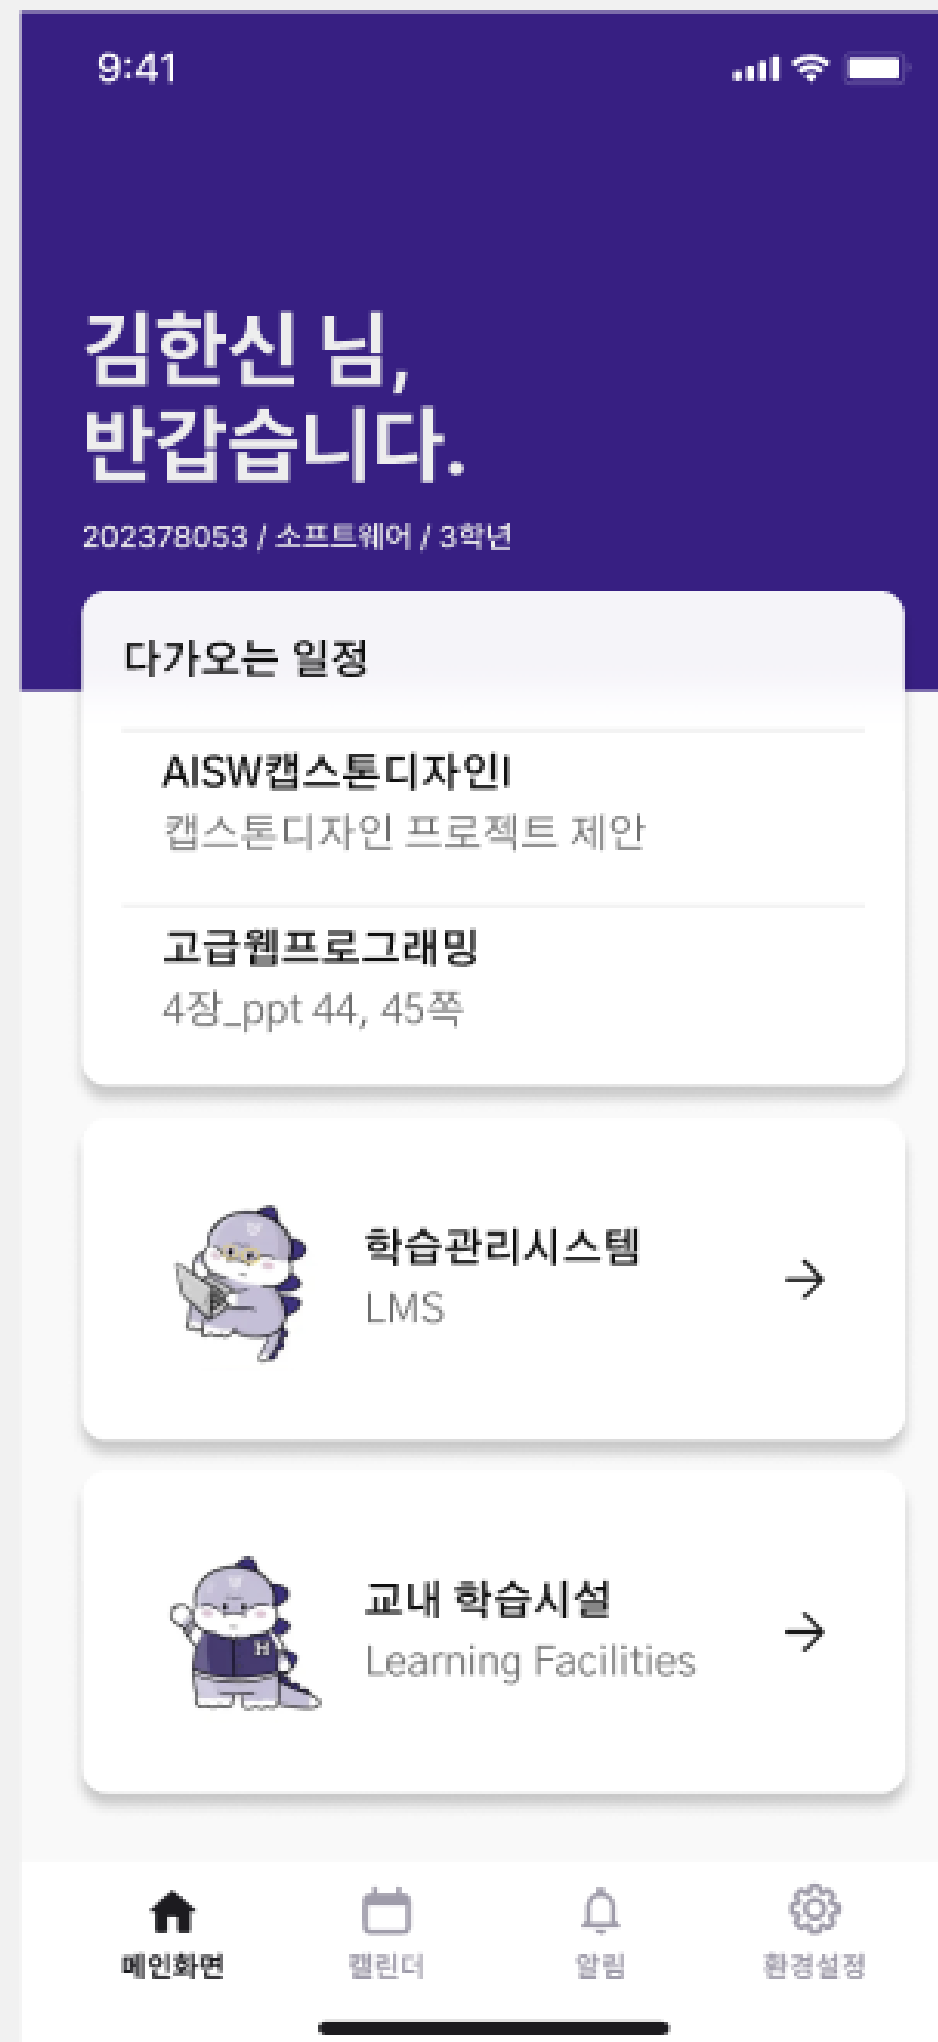 9:41
김한신 님,
반갑습니다.
202378053 / 소프트웨어 / 3학년
다가오는 일정
AISW캡스톤디자인I
캡스톤디자인 프로젝트 제안
고급웹프로그래밍
4장_ppt 44, 45쪽
학습관리시스템
LMS
교내 학습시설
Learning Facilities
H
메인화면
캘린더
알림
환경설정